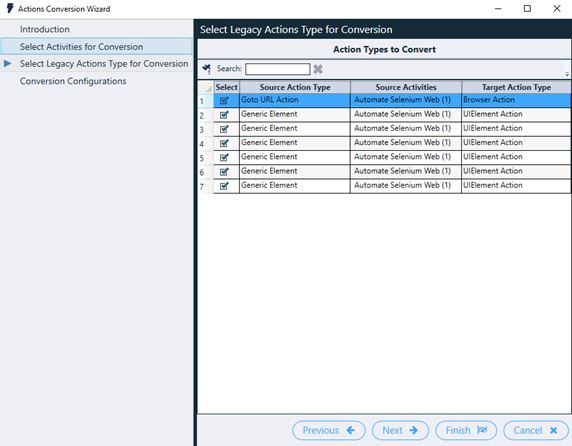 Actions Conversion Wizard
Introduction
Select Activities for Conversion
Select Legacy Actions Type for Conversion
Conversion Configurations
Select Legacy Actions Type for Conversion
Action Types to Convert
Search:
Select Source Action Type Source Activities Target Action Type
1 Goto URL Action Automate Selenium Web (1) Browser Action
2 Generic Element Automate Selenium Web (1) UIElement Action
3 Generic Element Automate Selenium Web (1) UIElement Action
4 Generic Element Automate Selenium Web (1) UIElement Action
5 Generic Element Automate Selenium Web (1) UIElement Action
6 Generic Element Automate Selenium Web (1) UIElement Action
7 Generic Element Automate Selenium Web (1) UIElement Action
Previous Next Finish Cancel